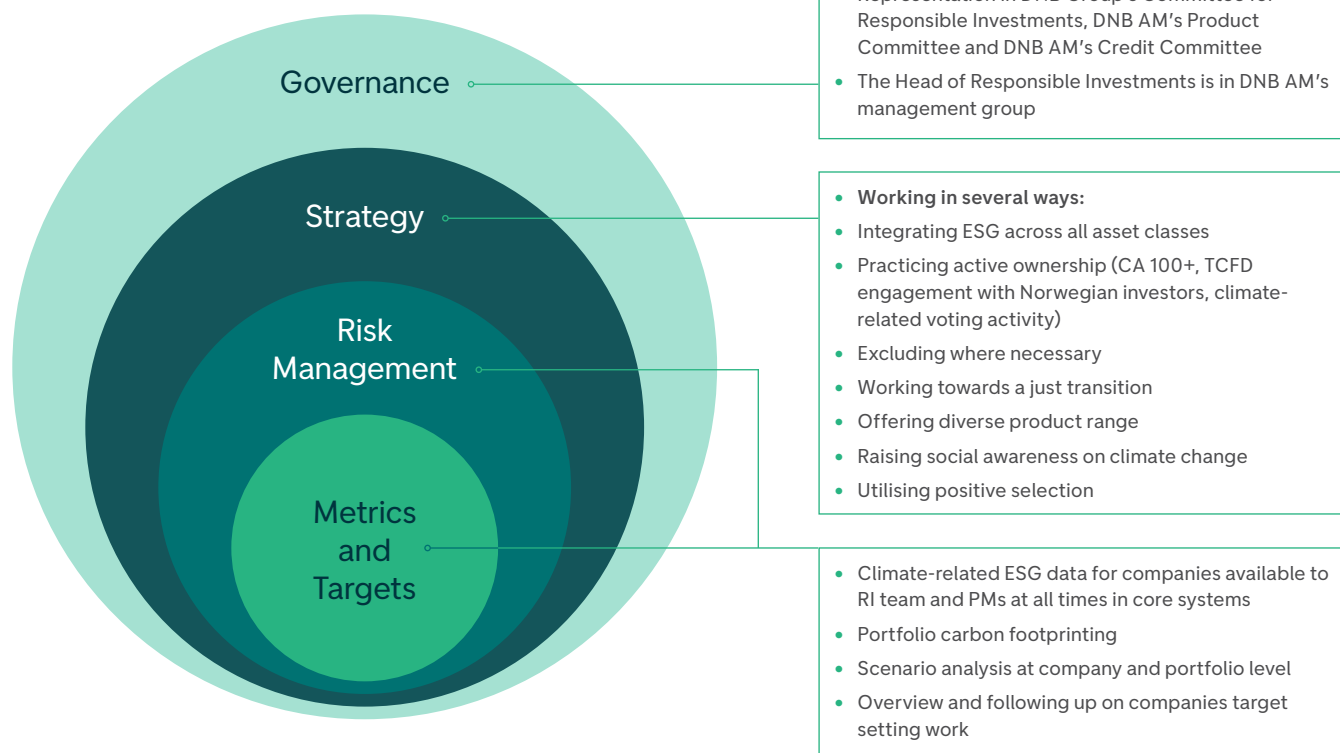 Governance
Responsible Investments, DNB AM's Product
Committee and DNB AM's Credit Committee
• The Head of Responsible Investments is in DNB AM's
management group
Strategy
• Working in several ways:
• Integrating ESG across all asset classes
• Practicing active ownership (CA 100+, TCFD
engagement with Norwegian investors, climate-
related voting activity)
• Excluding where necessary
• Working towards a just transition
• Offering diverse product range
• Raising social awareness on climate change
• Utilising positive selection
Risk
Management
Metrics
and
Targets
• Climate-related ESG data for companies available to
RI team and PMs at all times in core systems
• Portfolio carbon footprinting
• Scenario analysis at company and portfolio level
• Overview and following up on companies target
setting work